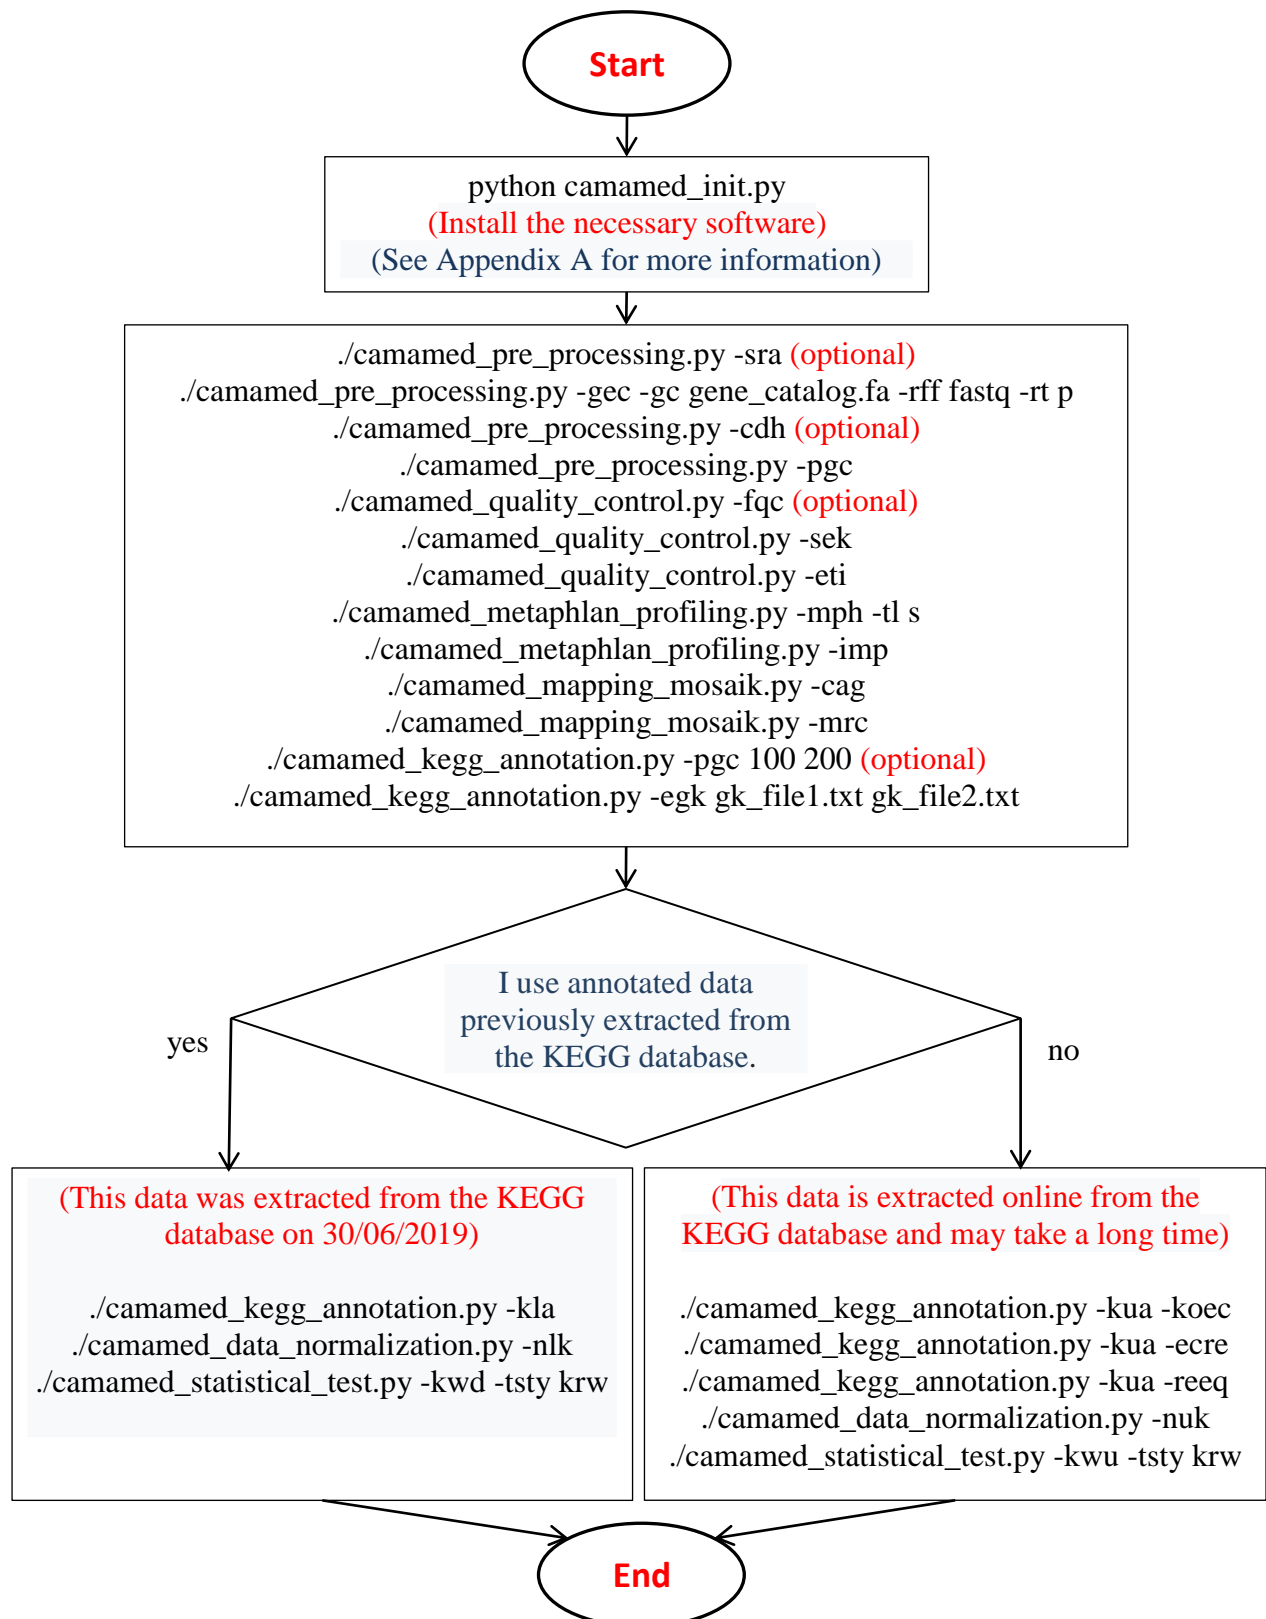 Start
python camamed_init.py
(Install the necessary software)
(See Appendix A for more information)
./camamed_pre_processing.py -sra (optional)
./camamed_pre_processing.py -gec -gc gene_catalog.fa -rff fastq -rt p
./camamed_pre_processing.py -cdh (optional)
./camamed_pre_processing.py -pgc
./camamed_quality_control.py -fqc (optional)
./camamed_quality_control.py -sek
./camamed_quality_control.py -eti
./camamed_metaphlan_profiling.py -mph -tl s
./camamed_metaphlan_profiling.py -imp
./camamed_mapping_mosaik.py -cag
./camamed_mapping_mosaik.py -mrc
./camamed_kegg_annotation.py -pgc 100 200 (optional)
./camamed_kegg_annotation.py -egk gk_file1.txt gk_file2.txt
I use annotated data
previously extracted from
the KEGG database.
yes
no
(This data was extracted from the KEGG
database on 30/06/2019)
./camamed_kegg_annotation.py -kla
./camamed_data_normalization.py -nlk
./camamed_statistical_test.py -kwd -tsty krw
(This data is extracted online from the
KEGG database and may take a long time)
./camamed_kegg_annotation.py -kua -koec
./camamed_kegg_annotation.py -kua -ecre
./camamed_kegg_annotation.py -kua -reeq
./camamed_data_normalization.py -nuk
./camamed_statistical_test.py -kwu -tsty krw
End